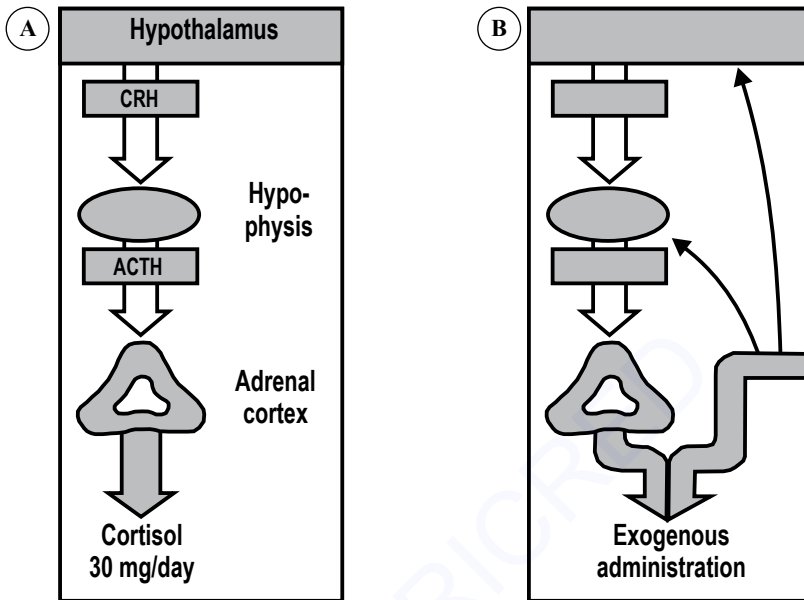 A
Hypothalamus
CRH
Hypo-
physis
ACTH
Adrenal
cortex
Cortisol
30 mg/day
B
Exogenous
administration